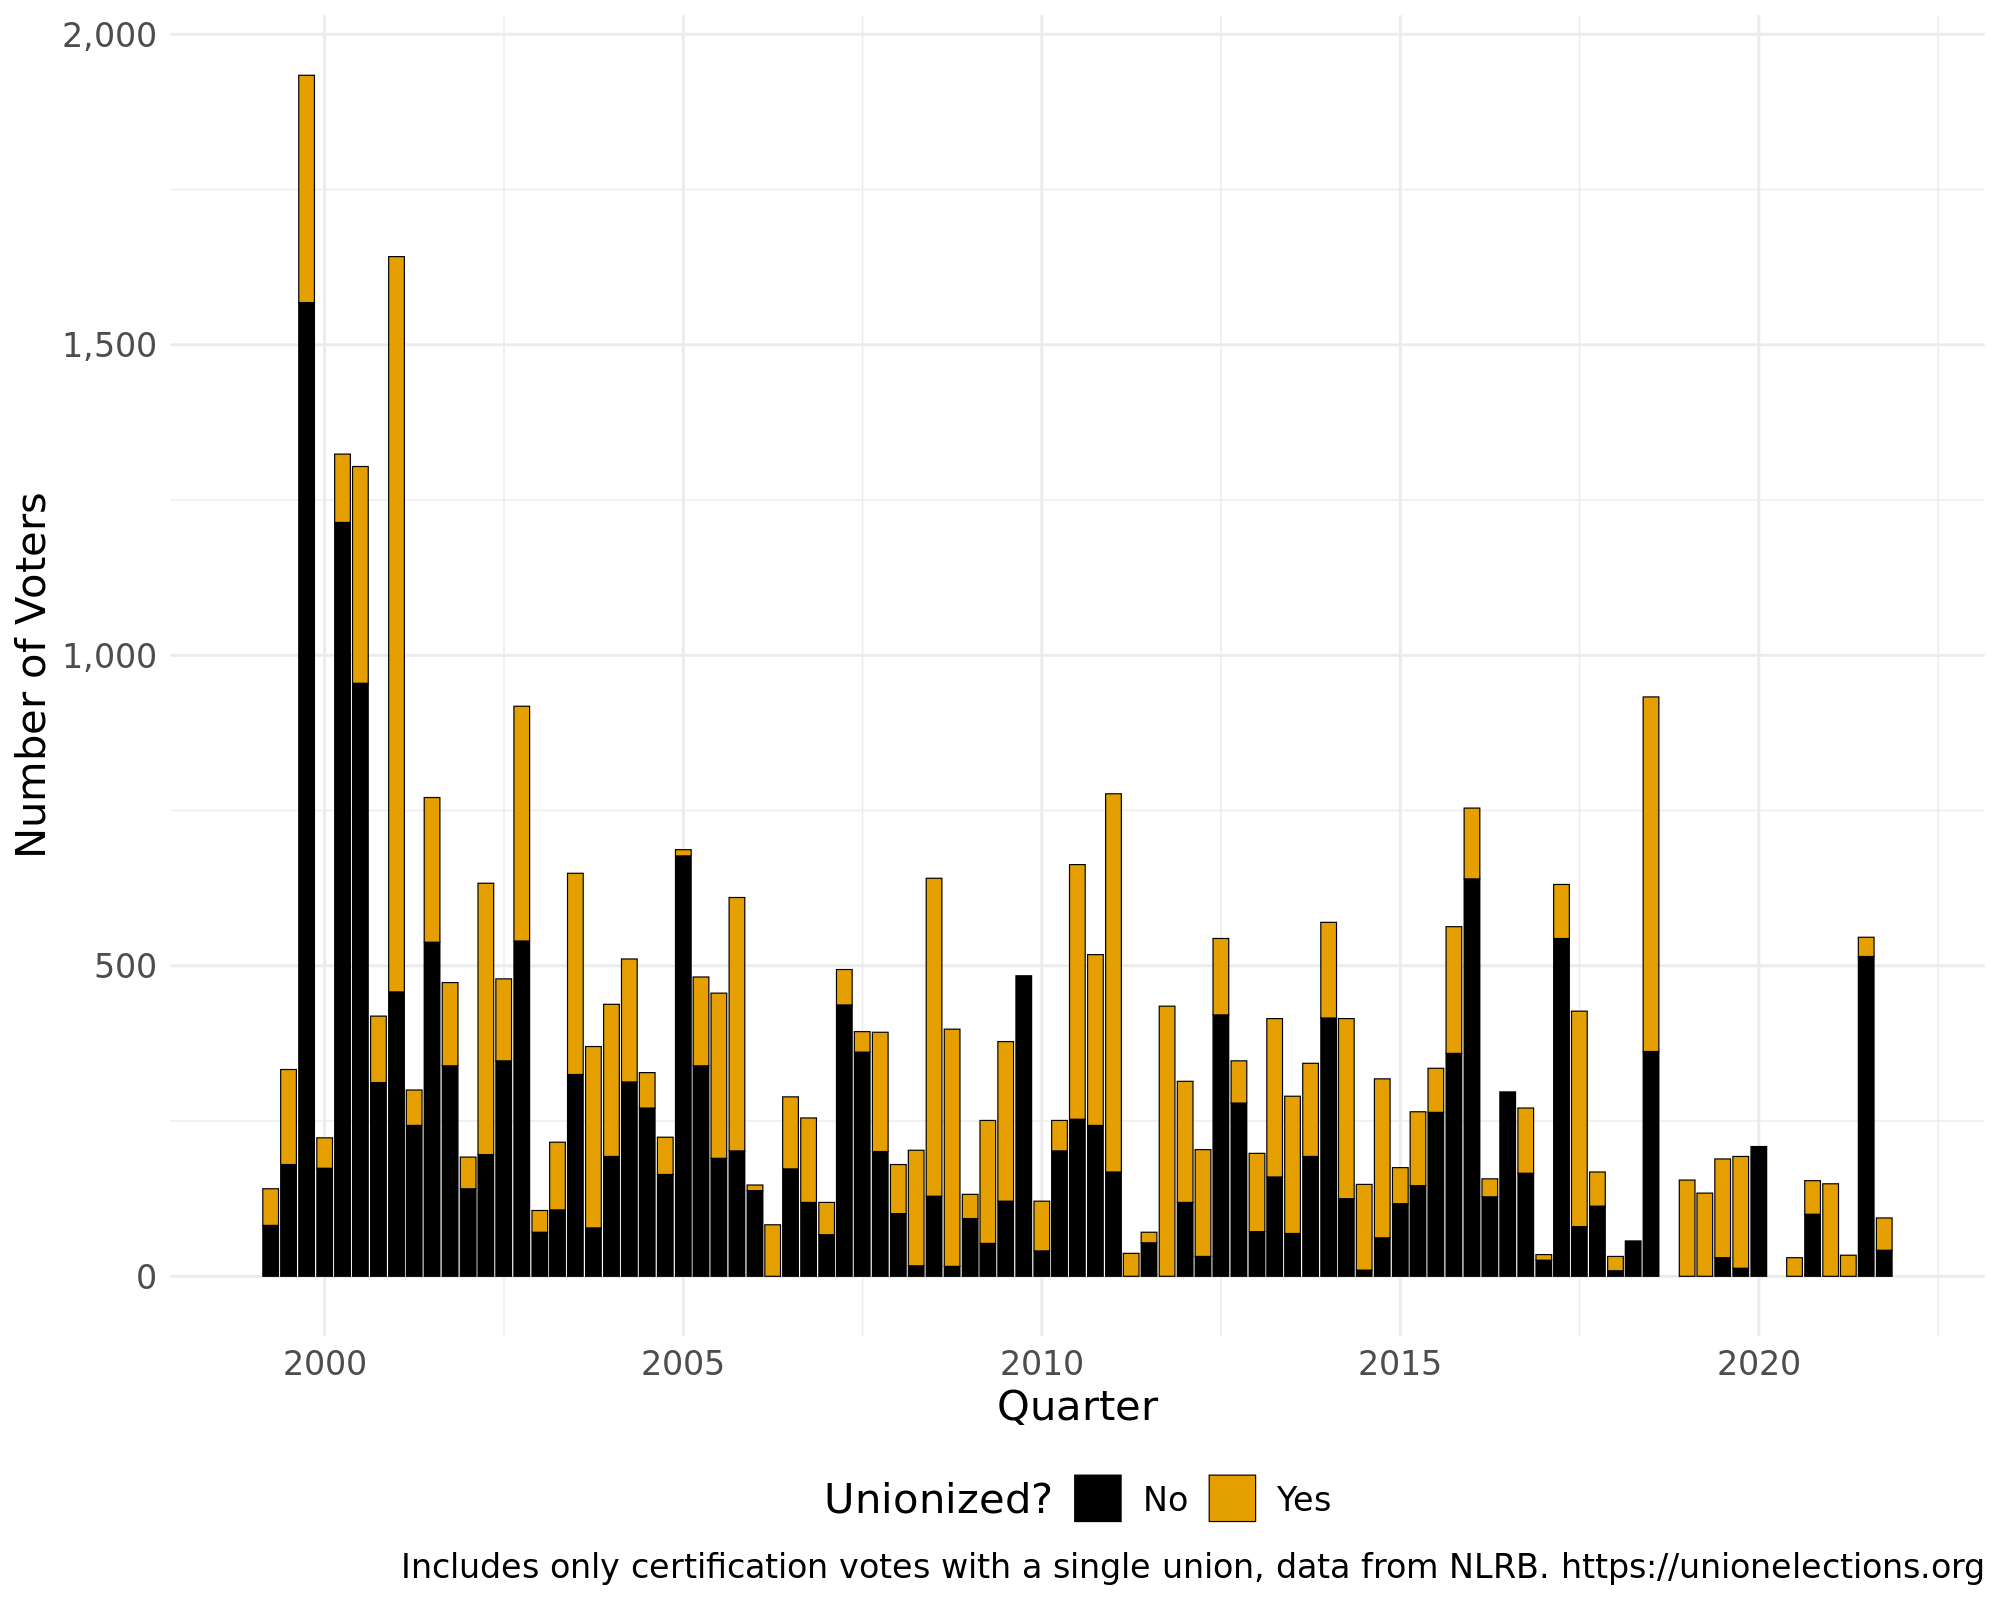 2,000
1,500
1,000
500
0
Number of Voters
2000 2005 2010 2015 2020
Quarter
Unionized? No Yes
Includes only certification votes with a single union, data from NLRB. https://unionelections.org